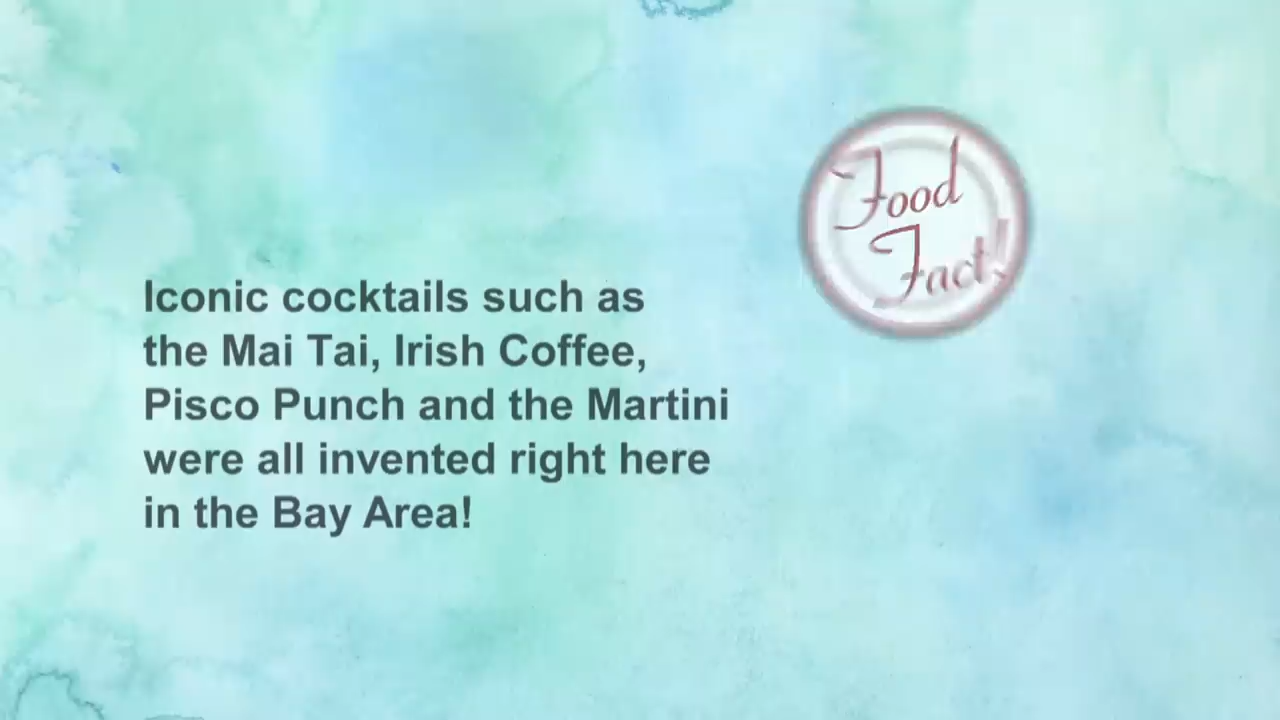 Food
Fact!
Iconic cocktails such as
the Mai Tai, Irish Coffee,
Pisco Punch and the Martini
were all invented right here
in the Bay Area!